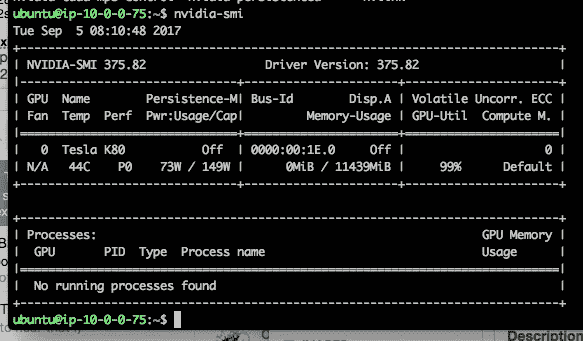 ubuntu@ip-10-0-0-75:~$ nvidia-smi
Tue Sep  5 08:10:48 2017
+-----------------------------------------------------------------------------+
| NVIDIA-SMI 375.82                 Driver Version: 375.82                    |
|-------------------------------+----------------------+----------------------+
| GPU  Name        Persistence-M| Bus-Id        Disp.A | Volatile Uncorr. ECC |
| Fan  Temp  Perf  Pwr:Usage/Cap|         Memory-Usage | GPU-Util  Compute M. |
|===============================+======================+======================|
|   0  Tesla K80           Off  | 0000:00:1E.0     Off |                    0 |
| N/A   44C    P0    73W / 149W |      0MiB / 11439MiB |     99%      Default |
+-------------------------------+----------------------+----------------------+
+-----------------------------------------------------------------------------+
| Processes:                                                       GPU Memory |
|  GPU       PID  Type  Process name                               Usage      |
|=============================================================================|
|  No running processes found                                                 |
+-----------------------------------------------------------------------------+
ubuntu@ip-10-0-0-75:~$
Description